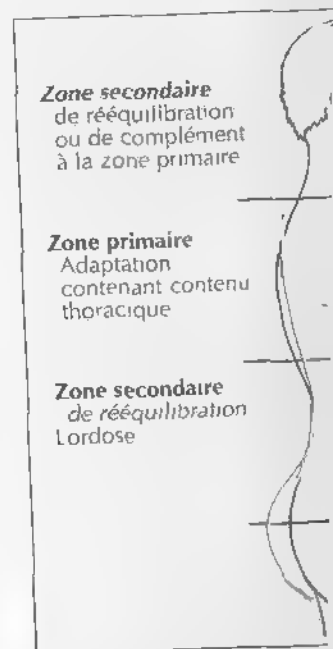 Zone secondaire
de rééquilibration
ou de complément
à la zone primaire
Zone primaire
Adaptation
contenant contenu
thoracique
Zone secondaire
de rééquilibration
Lordose